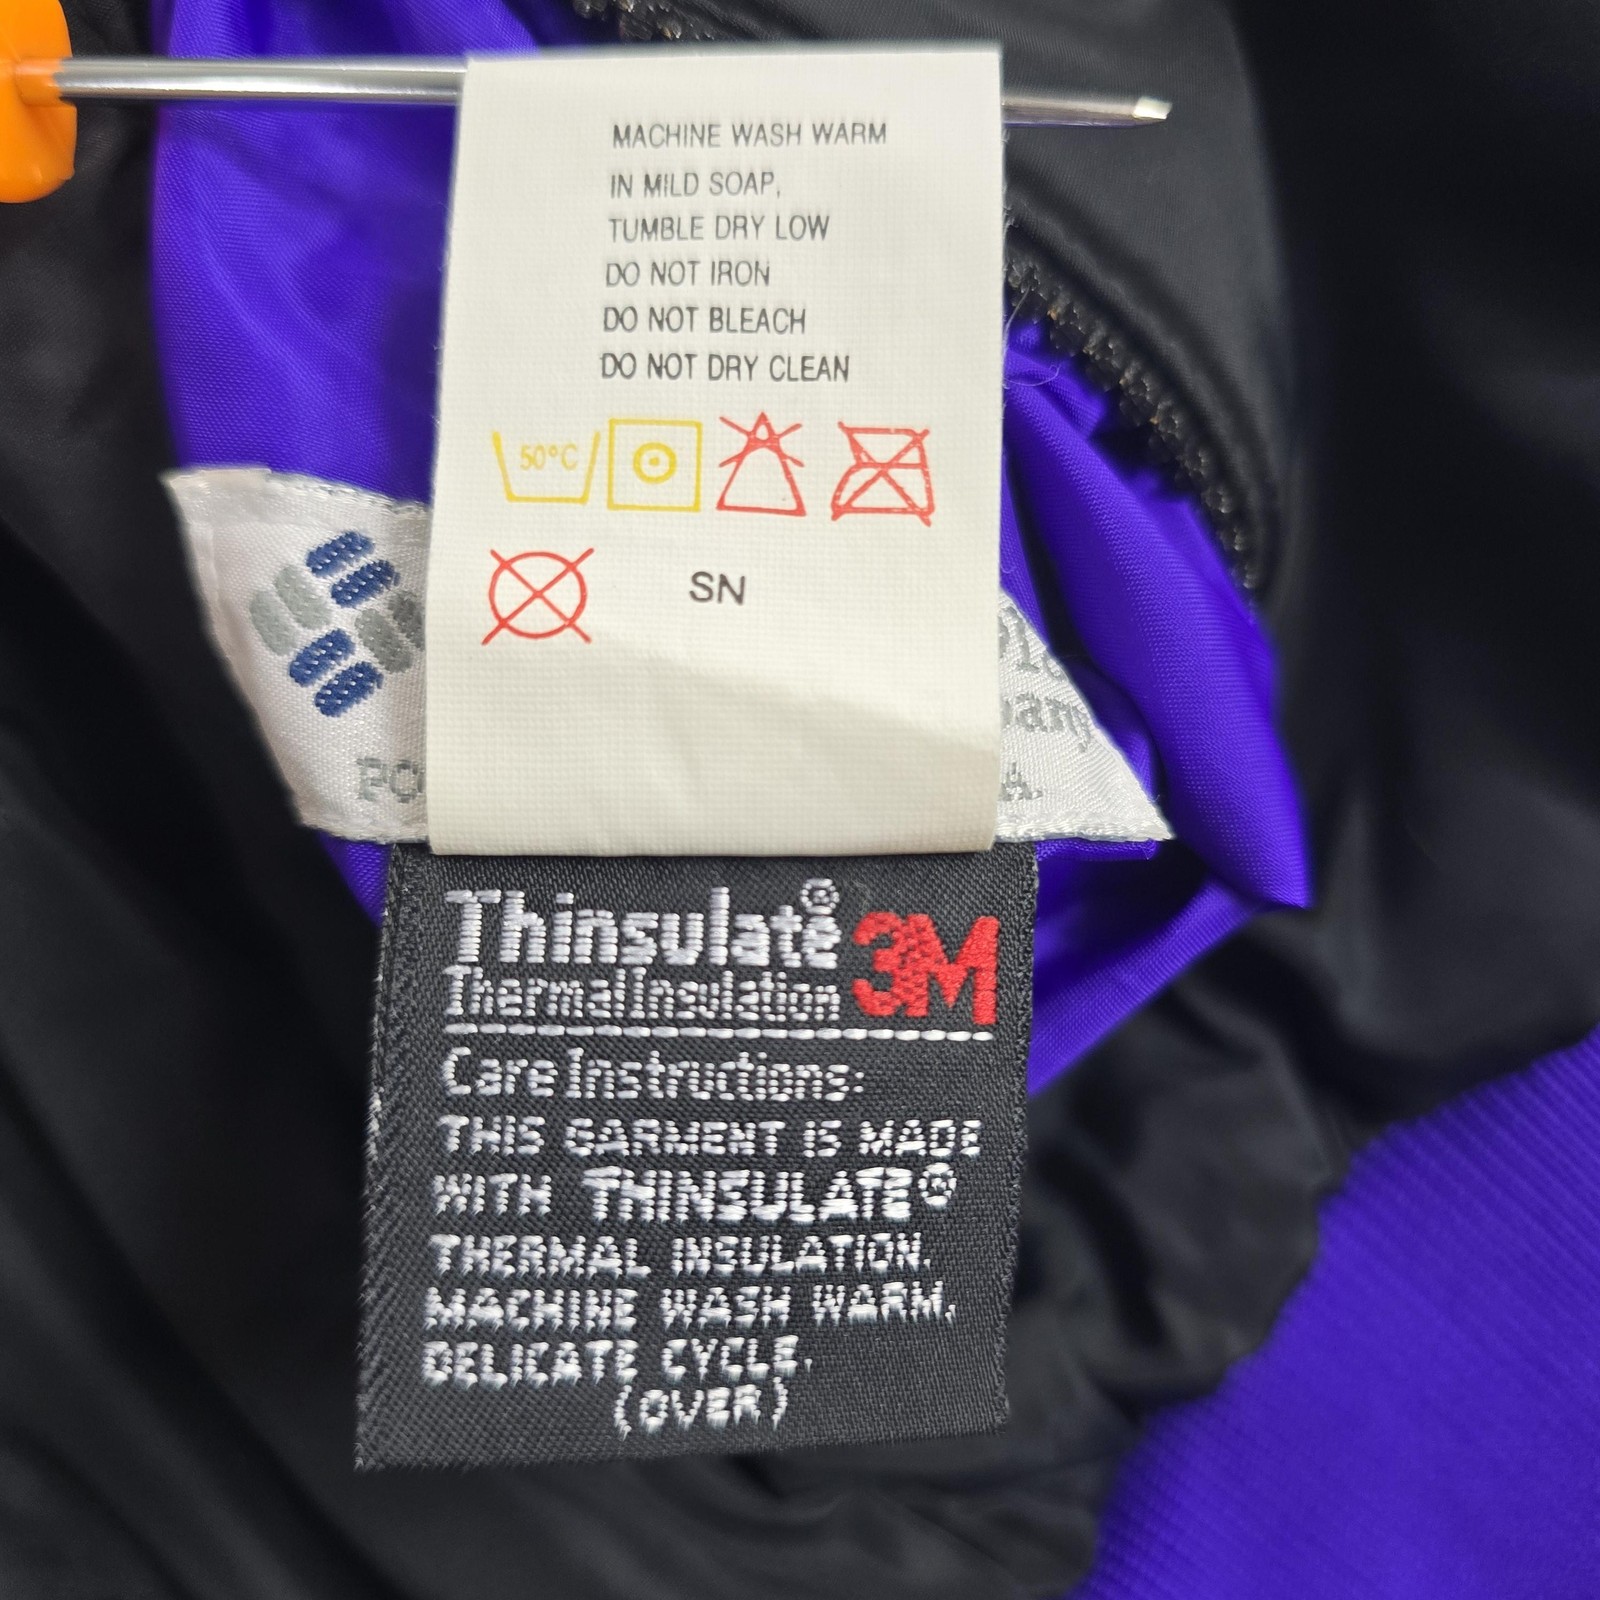 MACHINE WASH WARM
IN MILD SOAP,
TUMBLE DRY LOW
DO NOT IRON
DO NOT BLEACH
DO NOT DRY CLEAN
50°C
SN
PO
Thinsulate® 3M
Thermal Insulation
Care Instructions:
THIS GARMENT IS MADE
WITH THINSULATE®
THERMAL INSULATION.
MACHINE WASH WARM,
DELICATE CYCLE.
(OVER)